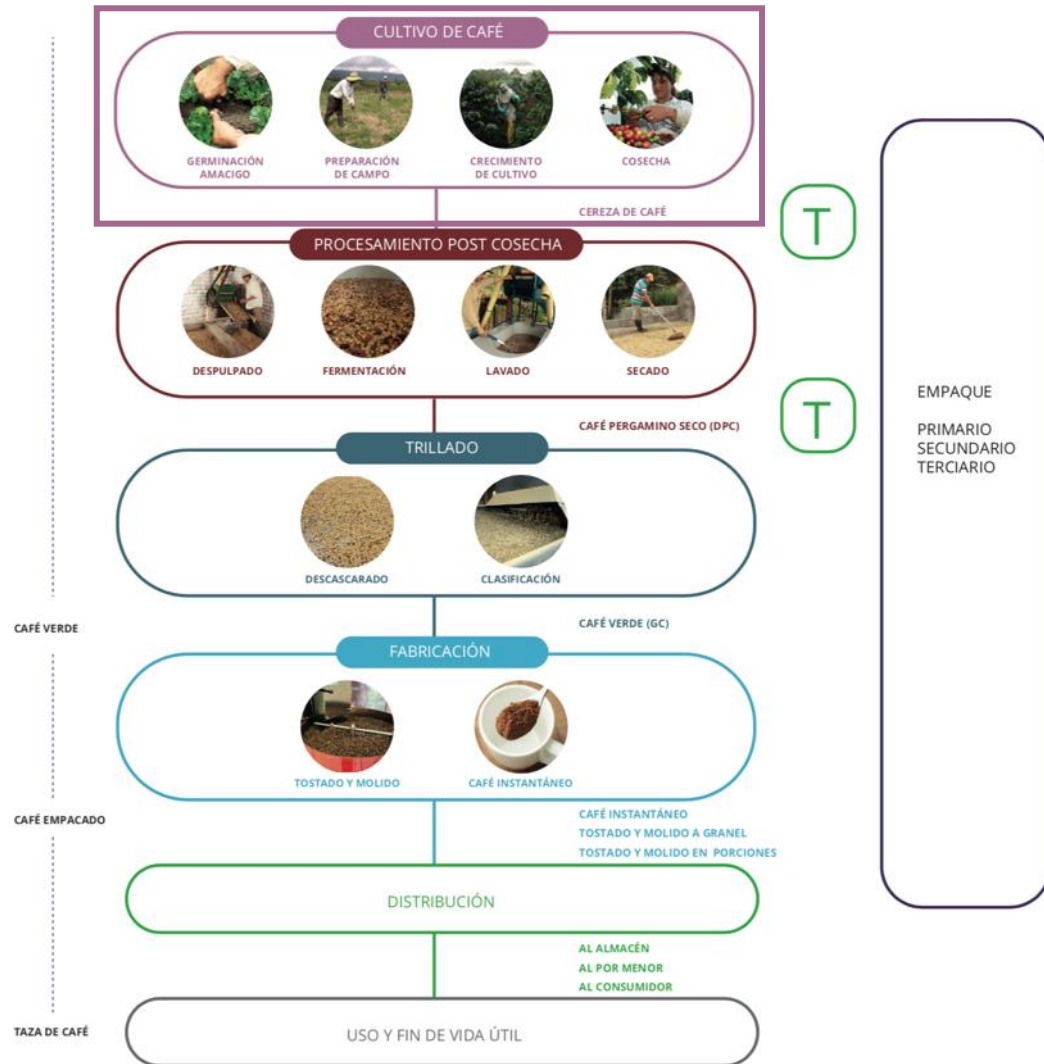 CULTIVO DE CAFÉ
GERMINACIÓN
AMACIGO
PREPARACIÓN
DE CAMPO
CRECIMIENTO
DE CULTIVO
COSECHA
CEREZA DE CAFÉ
T
PROCESAMIENTO POST COSECHA
DESPULPADO
FERMENTACIÓN
LAVADO
SECADO
CAFÉ PERGAMINO SECO (DPC)
T
EMPAQUE
PRIMARIO
SECUNDARIO
TERCIARIO
TRILLADO
DESCASCARADO
CLASIFICACIÓN
CAFÉ VERDE
CAFÉ VERDE (GC)
FABRICACIÓN
TOSTADO Y MOLIDO
CAFÉ INSTANTÁNEO
CAFÉ EMPACADO
CAFÉ INSTANTÁNEO
TOSTADO Y MOLIDO A GRANEL
TOSTADO Y MOLIDO EN PORCIONES
DISTRIBUCIÓN
AL ALMACÉN
AL POR MENOR
AL CONSUMIDOR
TAZA DE CAFÉ
USO Y FIN DE VIDA ÚTIL